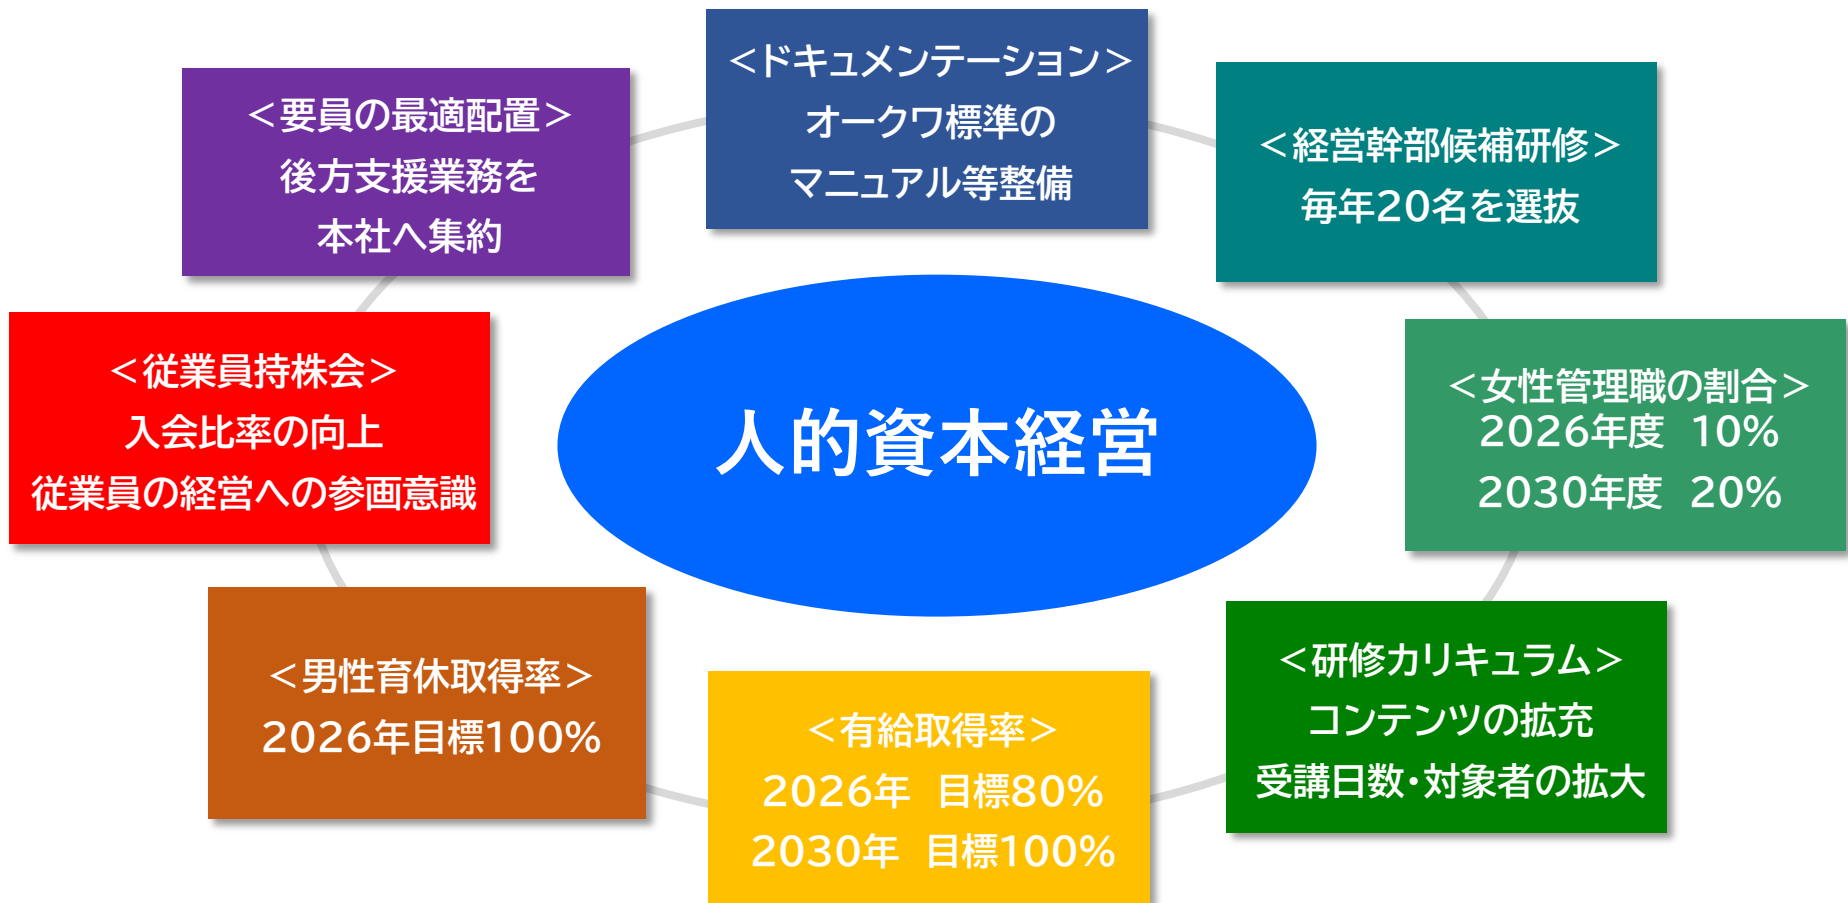 ＜ドキュメンテーション＞
オークワ標準の
マニュアル等整備
＜要員の最適配置＞
後方支援業務を
本社へ集約
＜経営幹部候補研修＞
毎年20名を選抜
＜従業員持株会＞
入会比率の向上
従業員の経営への参画意識
人的資本経営
＜女性管理職の割合＞
2026年度　10%
2030年度　20%
＜男性育休取得率＞
2026年目標100%
＜有給取得率＞
2026年　目標80%
2030年　目標100%
＜研修カリキュラム＞
コンテンツの拡充
受講日数・対象者の拡大